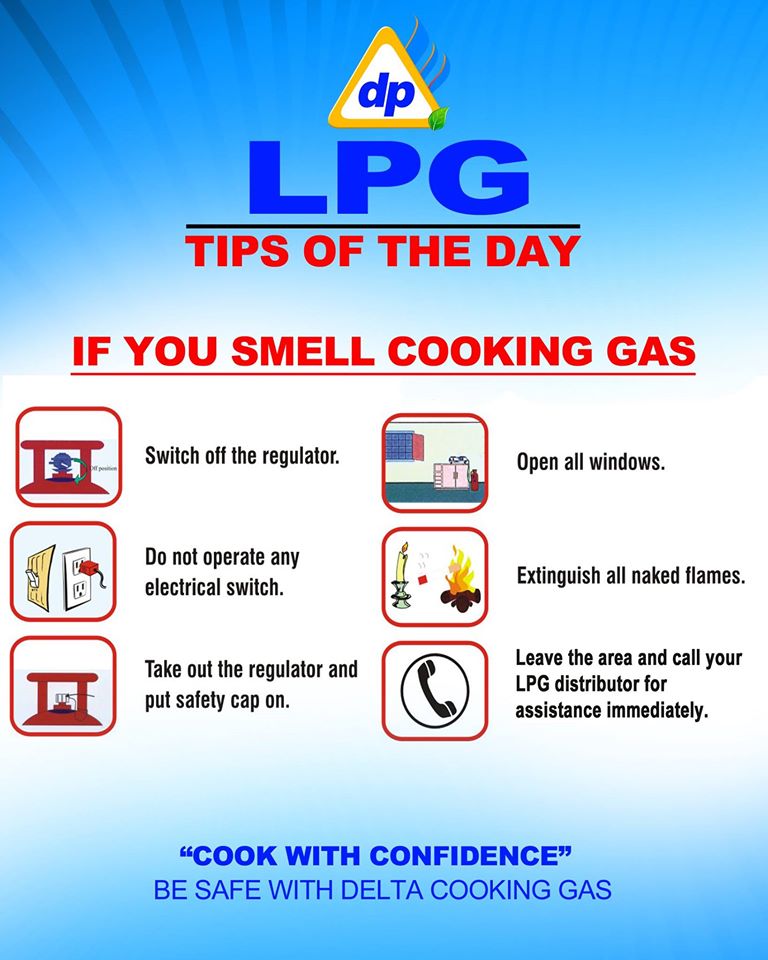 dp
LPG
TIPS OF THE DAY
IF YOU SMELL COOKING GAS
Off position
Switch off the regulator.
Do not operate any
electrical switch.
Take out the regulator and
put safety cap on.
Open all windows.
Extinguish all naked flames.
Leave the area and call your
LPG distributor for
assistance immediately.
“COOK WITH CONFIDENCE”
BE SAFE WITH DELTA COOKING GAS